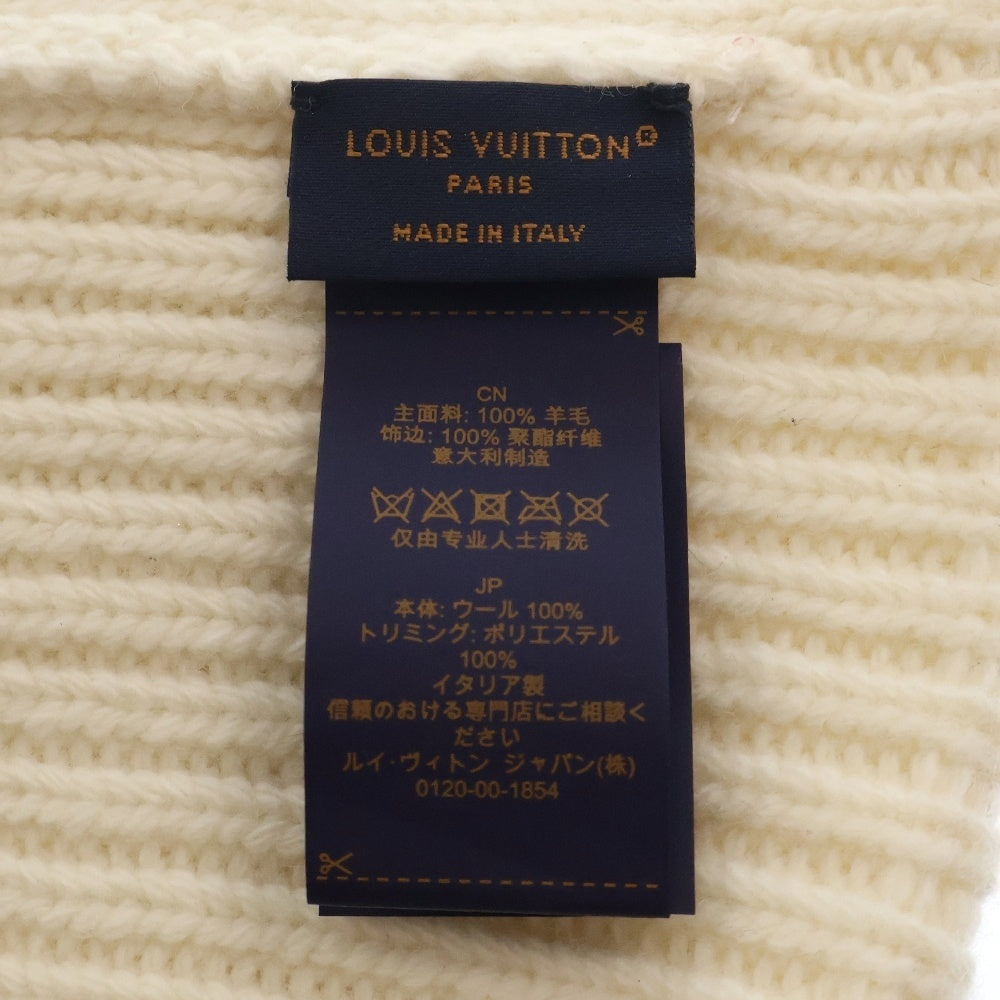 LOUIS VUITTON®
PARIS
MADE IN ITALY
CN
主面料: 100% 羊毛
饰边: 100% 聚酯纤维
意大利制造
仅由专业人士清洗
JP
本体: ウール 100%
トリミング: ポリエステル
100%
イタリア製
信頼のおける専門店にご相談く
ださい
ルイ·ヴィトン ジャパン(株)
0120-00-1854